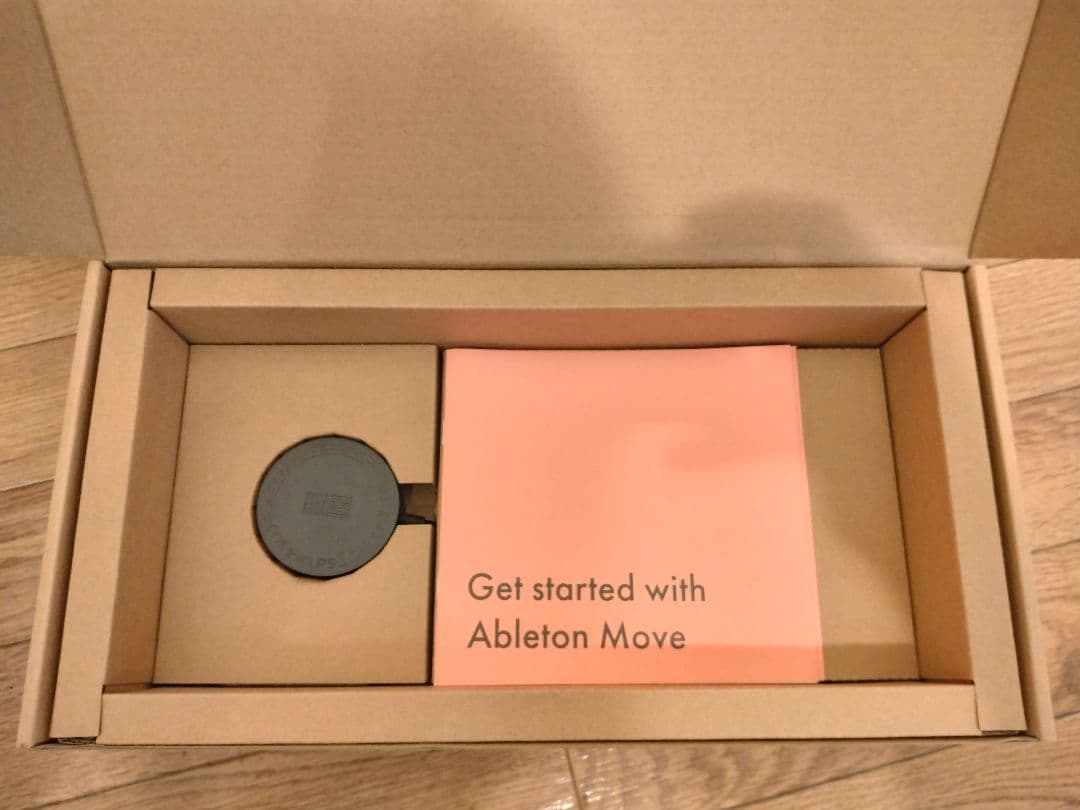 Get started with
Ableton Move